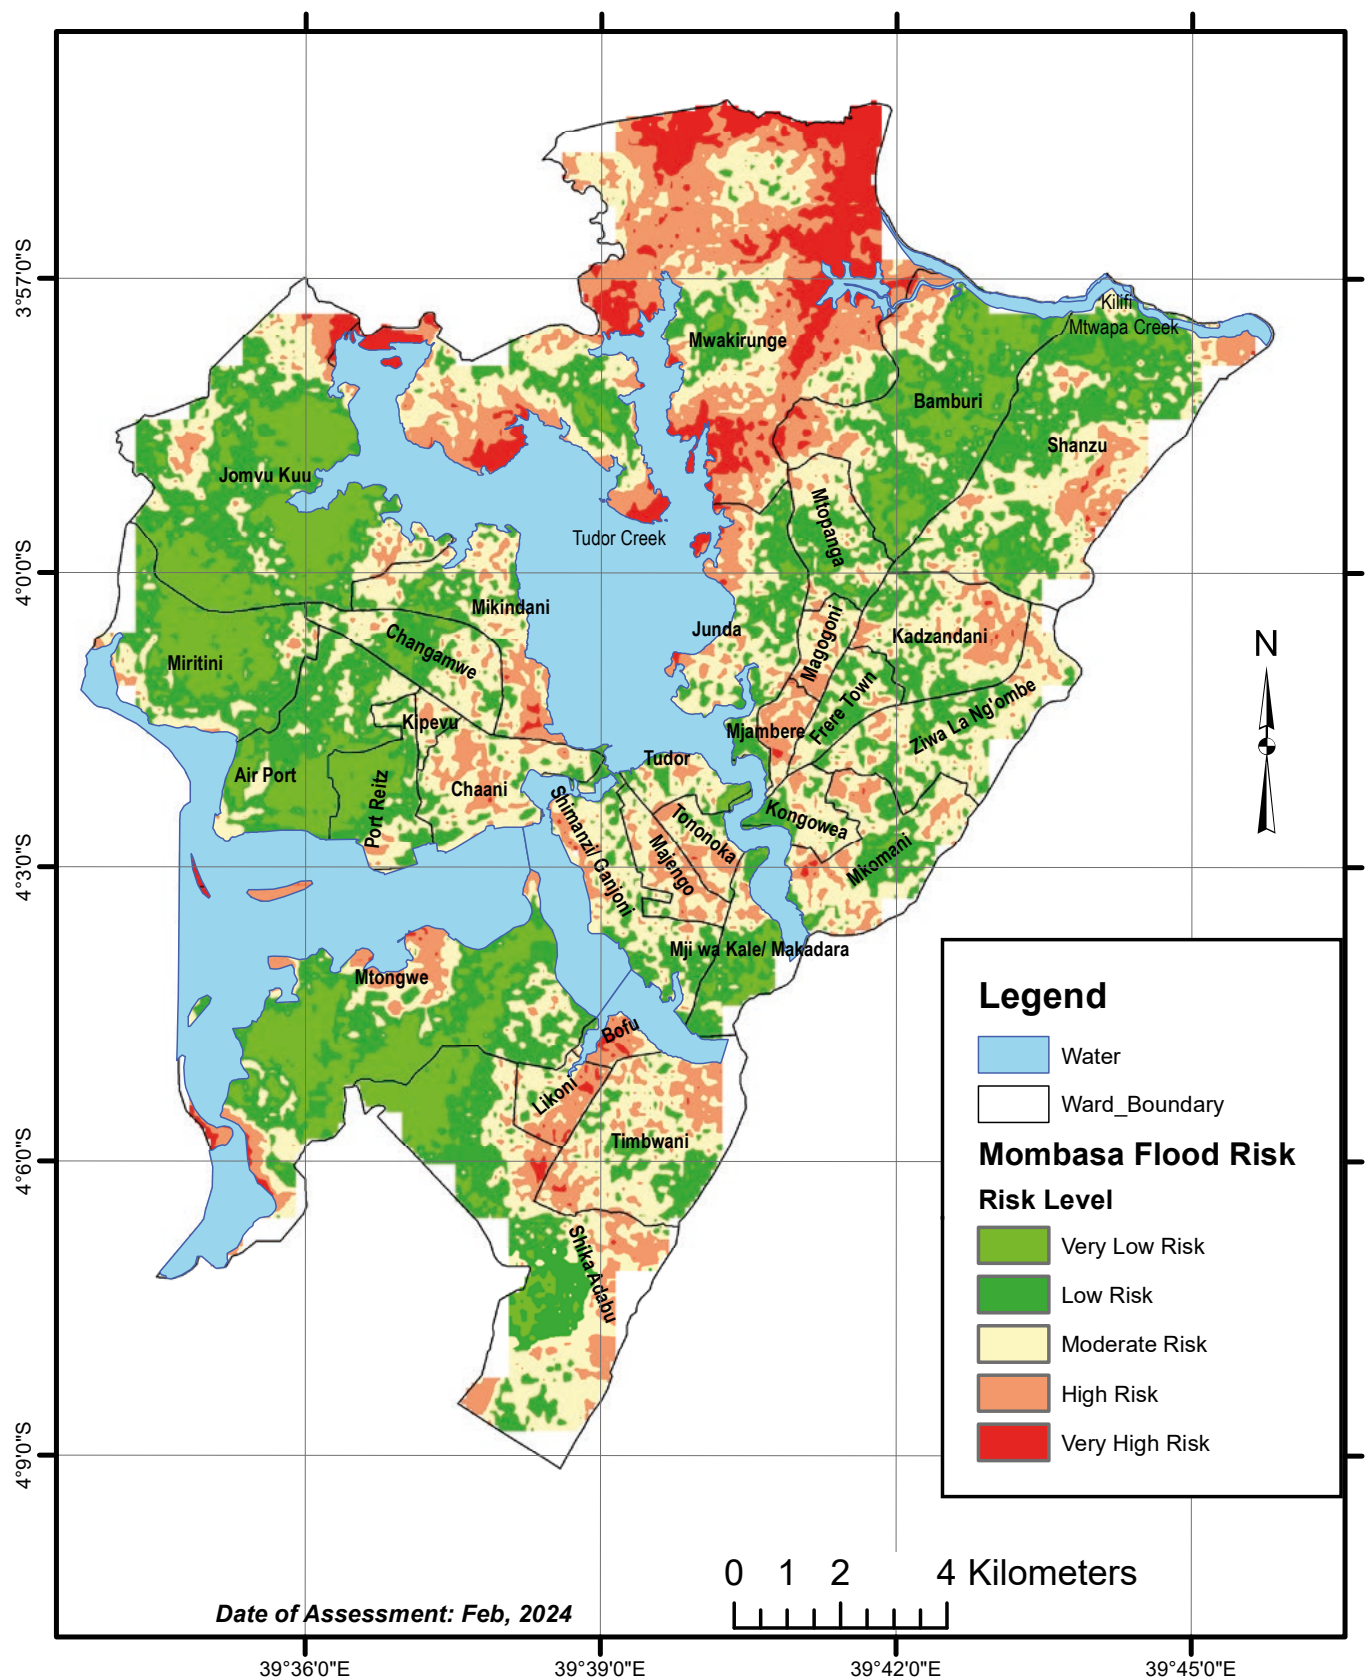 3°57'0"S
4°0'0"S
4°3'0"S
4°6'0"S
4°9'0"S
Kilifi
Mtwapa Creek
Mwakirunge
Bamburi
Shanzu
Jomvu Kuu
Mtopanga
Tudor Creek
Mikindani
Junda
Changamwe
Magogoni
Kadzandani
Miritini
Frere Town
Ziwa La Ng'ombe
Kipevu
Mjambere
Tudor
Air Port
Port Reitz
Chaani
Shimanzi/ Ganjoni
Tononoka
Majengo
Kongowea
Mkomani
Mji wa Kale/ Makadara
Mtongwe
Bofu
Likoni
Timbwani
Shika Adabu
N
Legend
Water
Ward_Boundary
Mombasa Flood Risk
Risk Level
Very Low Risk
Low Risk
Moderate Risk
High Risk
Very High Risk
0 1 2 4 Kilometers
Date of Assessment: Feb, 2024
39°36'0"E 39°39'0"E 39°42'0"E 39°45'0"E